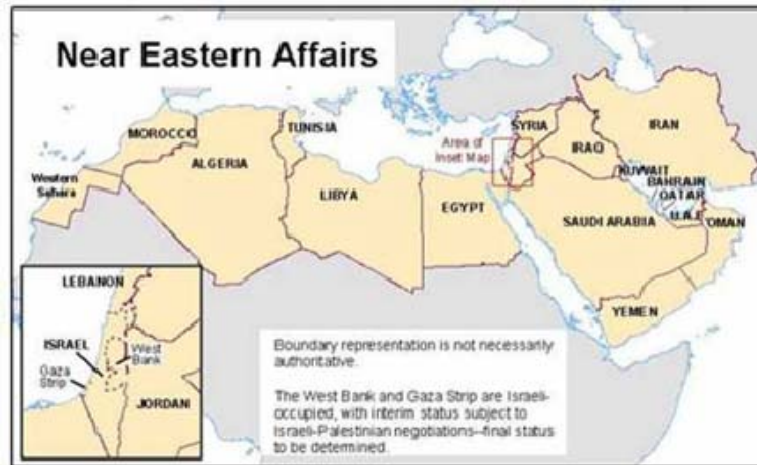 Near Eastern Affairs
MOROCCO
TUNISIA
SYRIA
IRAN
ALGERIA
Area of
Inset Map
IRAQ
Western
Sahara
LIBYA
EGYPT
KUWAIT
BAHRAIN
QATAR
SAUDI ARABIA
U.A.E
OMAN
YEMEN
LEBANON
ISRAEL
West
Bank
Gaza
Strip
JORDAN
Boundary representation is not necessarily
authoritative.
The West Bank and Gaza Strip are Israeli-
occupied, with interim status subject to
Israeli-Palestinian negotiations--final status
to be determined.